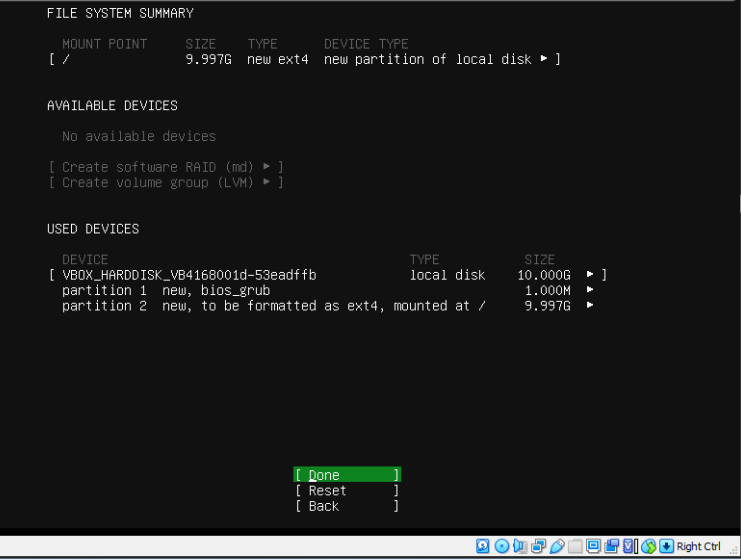 FILE SYSTEM SUMMARY
MOUNT POINT SIZE TYPE DEVICE TYPE
[ / 9.997G new ext4 new partition of local disk ▸ ]
AVAILABLE DEVICES
No available devices
[ Create software RAID (md) ▸ ]
[ Create volume group (LVM) ▸ ]
USED DEVICES
DEVICE TYPE SIZE
[ VBOX_HARDDISK_VB4168001d-53eadffb local disk 10.000G ▸ ]
partition 1 new, bios_grub 1.000M ▸
partition 2 new, to be formatted as ext4, mounted at / 9.997G ▸
[ Done ]
[ Reset ]
[ Back ]
Right Ctrl